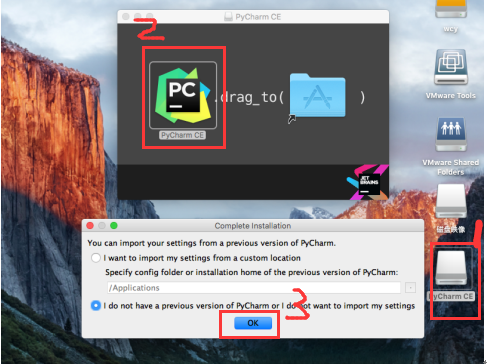 PyCharm CE
2
PC
.drag_to( )
PyCharm CE
JET
BRAINS
wcy
VMware Tools
VMware Shared
Folders
磁盘映像
1
PyCharm CE
Complete Installation
You can import your settings from a previous version of PyCharm.
I want to import my settings from a custom location
Specify config folder or installation home of the previous version of PyCharm:
/Applications
I do not have a previous version of PyCharm or I do not want to import my settings
3
OK